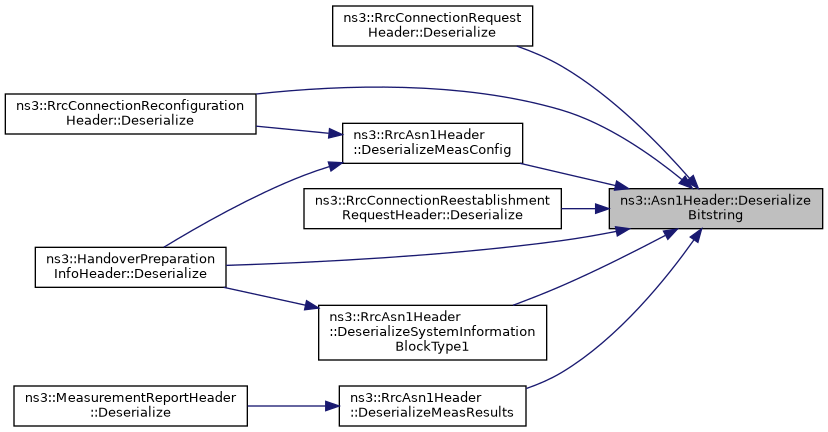 ns3::RrcConnectionRequest
Header::Deserialize
ns3::RrcConnectionReconfiguration
Header::Deserialize
ns3::RrcAsn1Header
::DeserializeMeasConfig
ns3::RrcConnectionReestablishment
RequestHeader::Deserialize
ns3::Asn1Header::Deserialize
Bitstring
ns3::HandoverPreparation
InfoHeader::Deserialize
ns3::RrcAsn1Header
::DeserializeSystemInformation
BlockType1
ns3::MeasurementReportHeader
::Deserialize
ns3::RrcAsn1Header
::DeserializeMeasResults